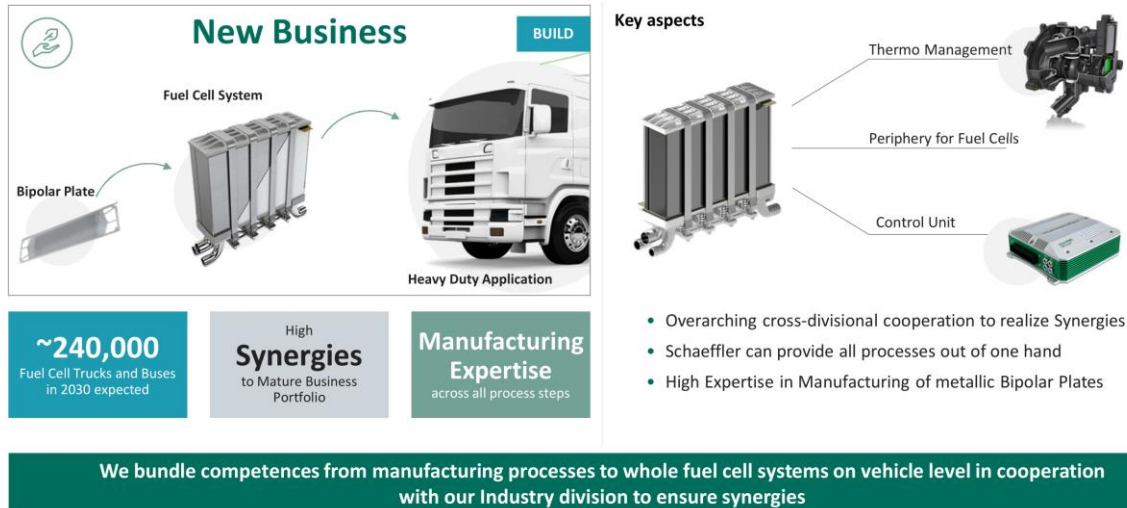 New Business
BUILD
Fuel Cell System
Bipolar Plate
Heavy Duty Application
~240,000
Fuel Cell Trucks and Buses
in 2030 expected
High
Synergies
to Mature Business
Portfolio
Manufacturing
Expertise
across all process steps
Key aspects
Thermo Management
Periphery for Fuel Cells
Control Unit
• Overarching cross-divisional cooperation to realize Synergies
• Schaeffler can provide all processes out of one hand
• High Expertise in Manufacturing of metallic Bipolar Plates
We bundle competences from manufacturing processes to whole fuel cell systems on vehicle level in cooperation
with our Industry division to ensure synergies